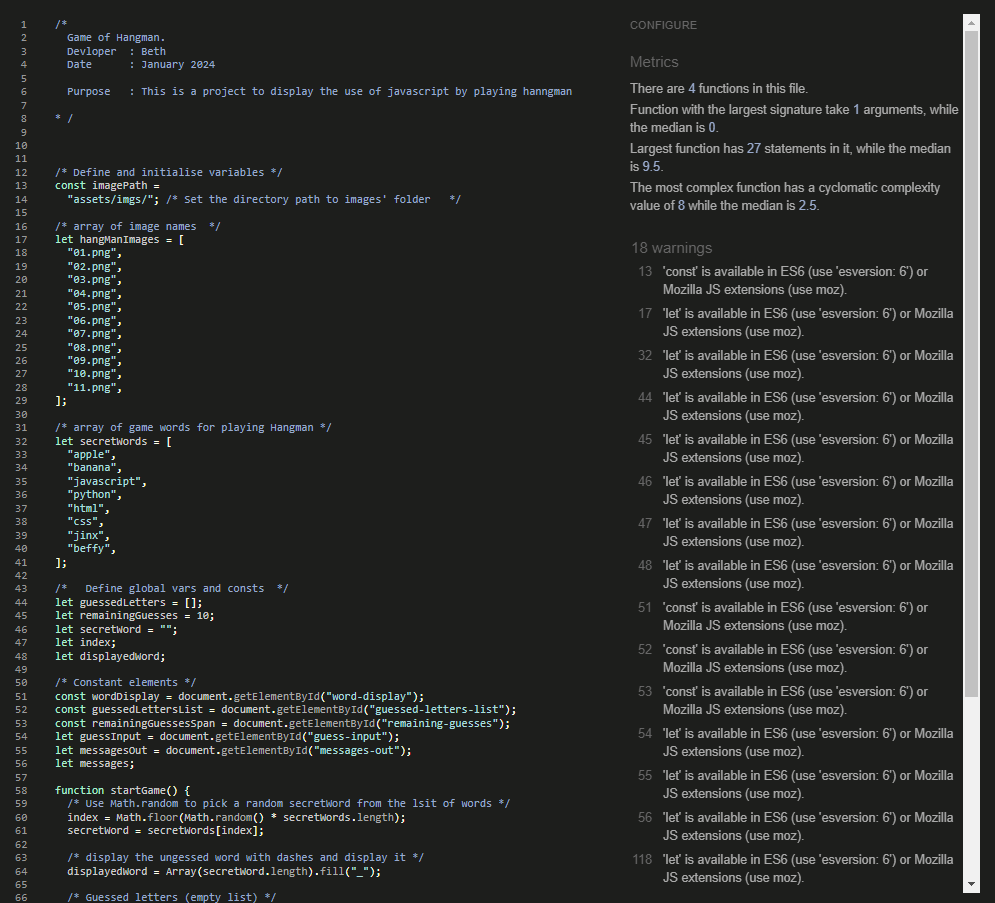 1 /*
2 Game of Hangman.
3 Devloper : Beth
4 Date : January 2024
5
6 Purpose : This is a project to display the use of javascript by playing hanngman
7
8 * /
9
10
11
12 /* Define and initialise variables */
13 const imagePath =
14 "assets/imgs/"; /* Set the directory path to images' folder */
15
16 /* array of image names */
17 let hangManImages = [
18 "01.png",
19 "02.png",
20 "03.png",
21 "04.png",
22 "05.png",
23 "06.png",
24 "07.png",
25 "08.png",
26 "09.png",
27 "10.png",
28 "11.png",
29 ];
30
31 /* array of game words for playing Hangman */
32 let secretWords = [
33 "apple",
34 "banana",
35 "javascript",
36 "python",
37 "html",
38 "css",
39 "jinx",
40 "beffy",
41 ];
42
43 /* Define global vars and consts */
44 let guessedLetters = [];
45 let remainingGuesses = 10;
46 let secretWord = "";
47 let index;
48 let displayedWord;
49
50 /* Constant elements */
51 const wordDisplay = document.getElementById("word-display");
52 const guessedLettersList = document.getElementById("guessed-letters-list");
53 const remainingGuessesSpan = document.getElementById("remaining-guesses");
54 let guessInput = document.getElementById("guess-input");
55 let messagesOut = document.getElementById("messages-out");
56 let messages;
57
58 function startGame() {
59 /* Use Math.random to pick a random secretWord from the lsit of words */
60 index = Math.floor(Math.random() * secretWords.length);
61 secretWord = secretWords[index];
62
63 /* display the ungessed word with dashes and display it */
64 displayedWord = Array(secretWord.length).fill("_");
65
66 /* Guessed letters (empty list) */
CONFIGURE
Metrics
There are 4 functions in this file.
Function with the largest signature take 1 arguments, while
the median is 0.
Largest function has 27 statements in it, while the median
is 9.5.
The most complex function has a cyclomatic complexity
value of 8 while the median is 2.5.
18 warnings
13 'const' is available in ES6 (use 'esversion: 6') or
Mozilla JS extensions (use moz).
17 'let' is available in ES6 (use 'esversion: 6') or Mozilla
JS extensions (use moz).
32 'let' is available in ES6 (use 'esversion: 6') or Mozilla
JS extensions (use moz).
44 'let' is available in ES6 (use 'esversion: 6') or Mozilla
JS extensions (use moz).
45 'let' is available in ES6 (use 'esversion: 6') or Mozilla
JS extensions (use moz).
46 'let' is available in ES6 (use 'esversion: 6') or Mozilla
JS extensions (use moz).
47 'let' is available in ES6 (use 'esversion: 6') or Mozilla
JS extensions (use moz).
48 'let' is available in ES6 (use 'esversion: 6') or Mozilla
JS extensions (use moz).
51 'const' is available in ES6 (use 'esversion: 6') or
Mozilla JS extensions (use moz).
52 'const' is available in ES6 (use 'esversion: 6') or
Mozilla JS extensions (use moz).
53 'const' is available in ES6 (use 'esversion: 6') or
Mozilla JS extensions (use moz).
54 'let' is available in ES6 (use 'esversion: 6') or Mozilla
JS extensions (use moz).
55 'let' is available in ES6 (use 'esversion: 6') or Mozilla
JS extensions (use moz).
56 'let' is available in ES6 (use 'esversion: 6') or Mozilla
JS extensions (use moz).
118 'let' is available in ES6 (use 'esversion: 6') or Mozilla
JS extensions (use moz).